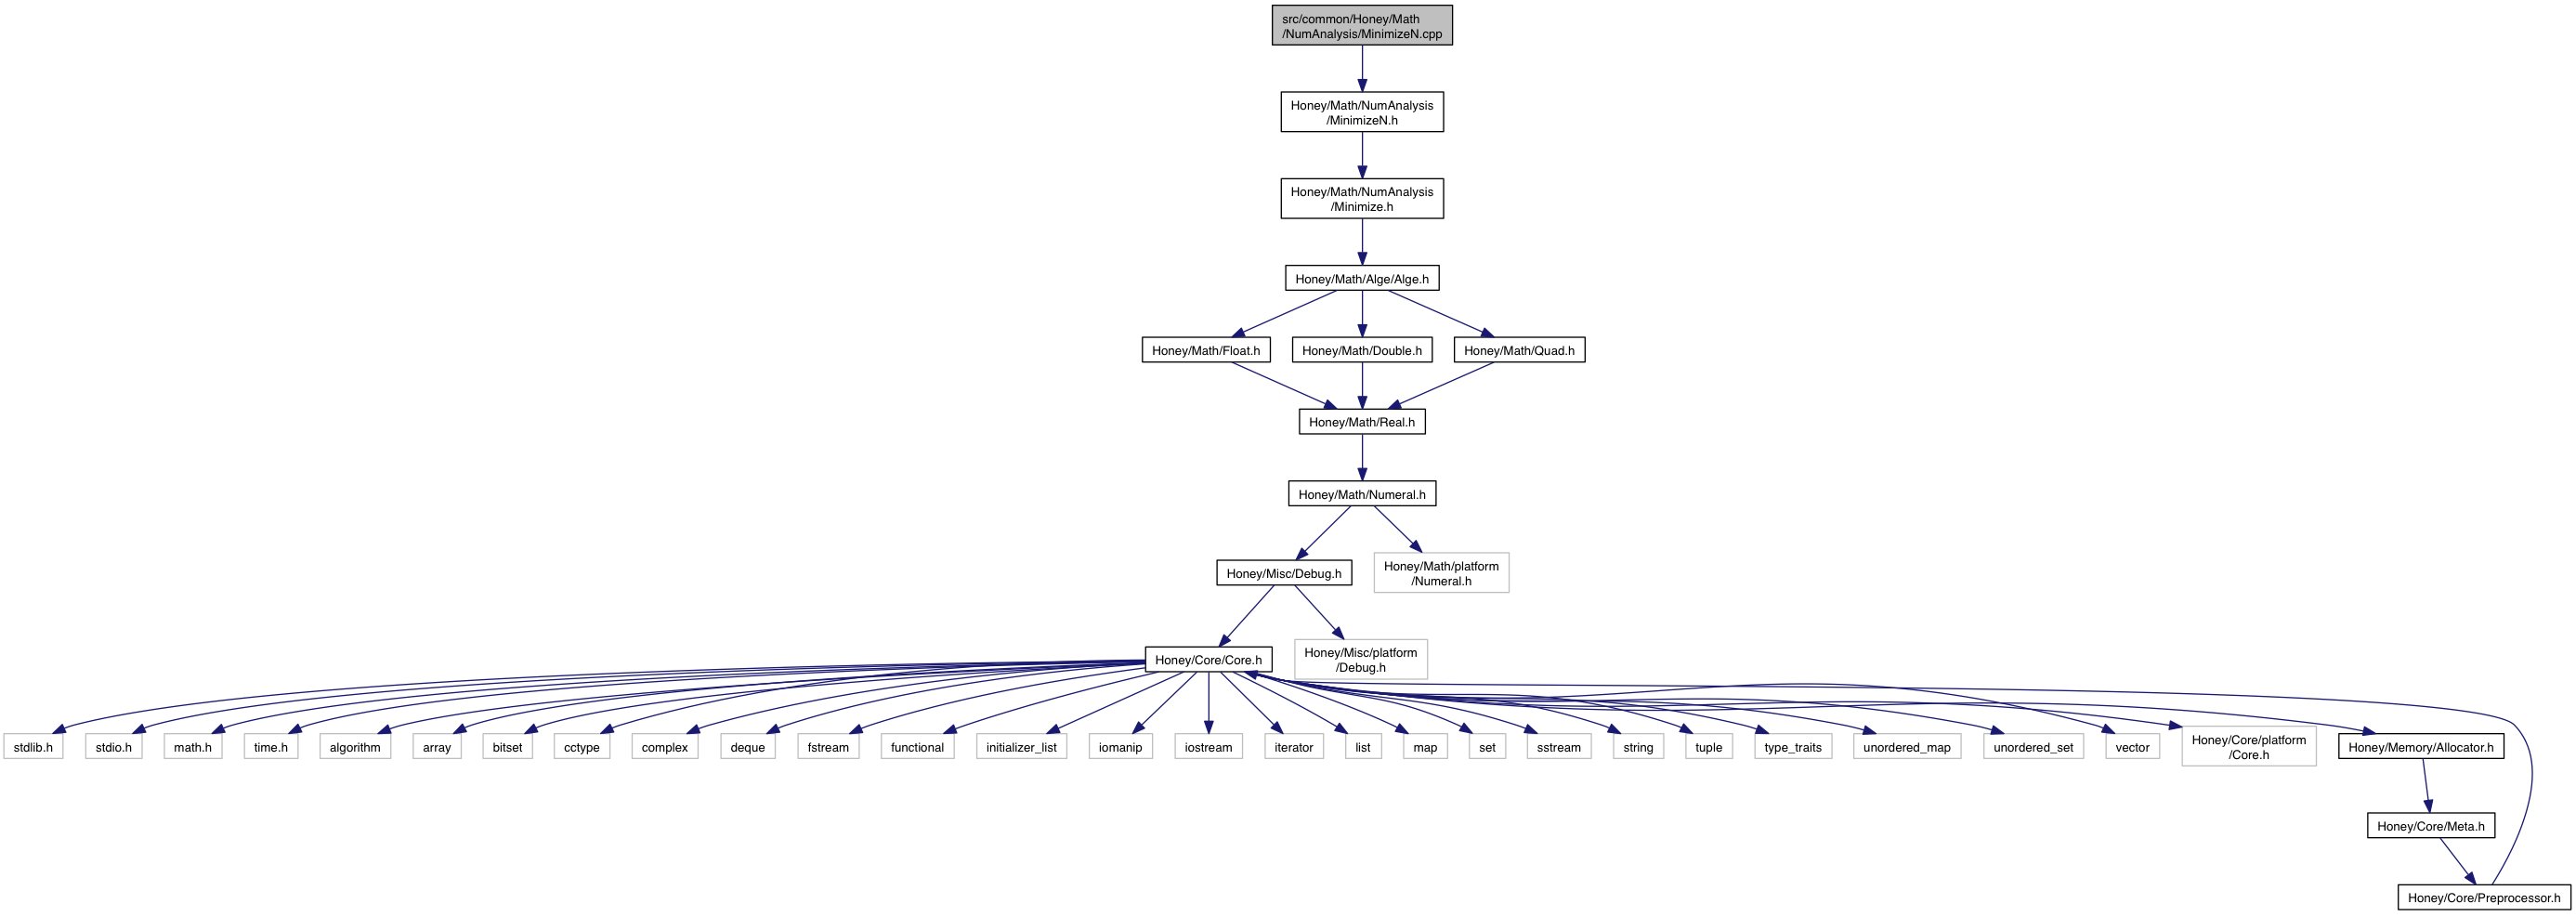 src/common/Honey/Math
/NumAnalysis/MinimizeN.cpp
Honey/Math/NumAnalysis
/MinimizeN.h
Honey/Math/NumAnalysis
/Minimize.h
Honey/Math/Alge/Alge.h
Honey/Math/Float.h
Honey/Math/Double.h
Honey/Math/Quad.h
Honey/Math/Real.h
Honey/Math/Numeral.h
Honey/Misc/Debug.h
Honey/Math/platform
/Numeral.h
Honey/Core/Core.h
Honey/Misc/platform
/Debug.h
stdlib.h
stdio.h
math.h
time.h
algorithm
array
bitset
cctype
complex
deque
fstream
functional
initializer_list
iomanip
iostream
iterator
list
map
set
sstream
string
tuple
type_traits
unordered_map
unordered_set
vector
Honey/Core/platform
/Core.h
Honey/Memory/Allocator.h
Honey/Core/Meta.h
Honey/Core/Preprocessor.h